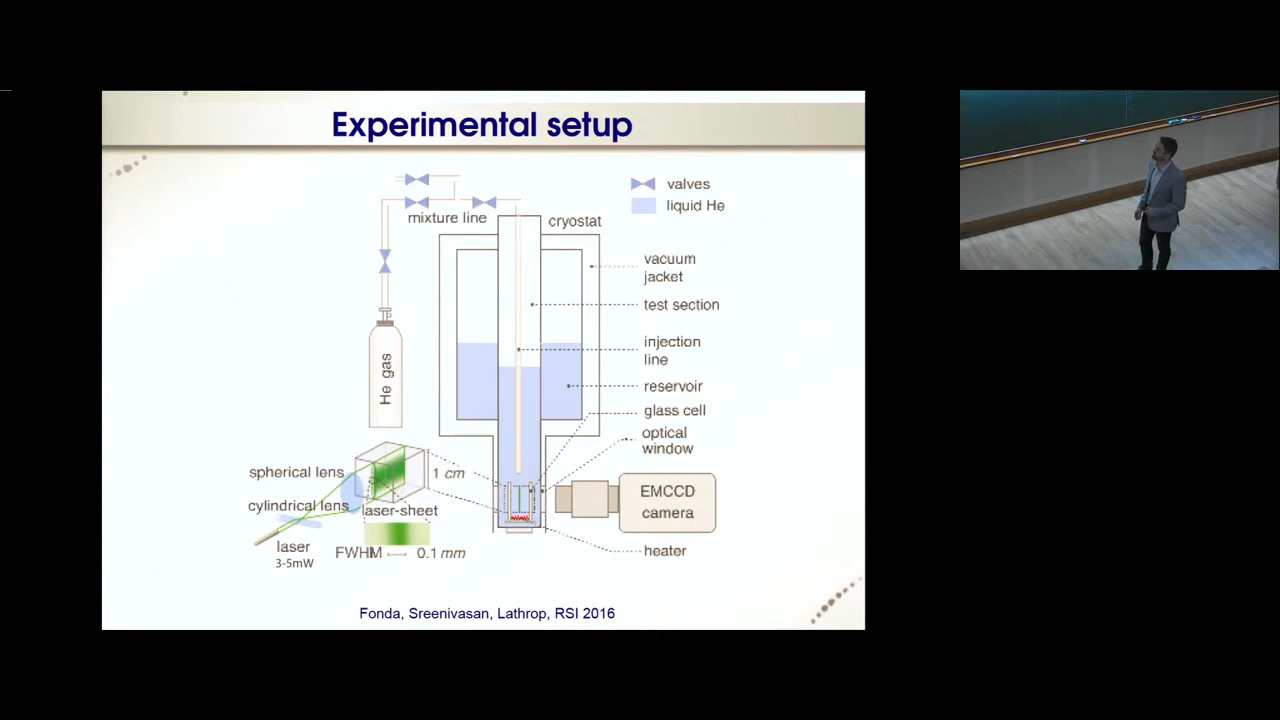 Experimental setup
valves
liquid He
mixture line
cryostat
vacuum
jacket
test section
injection
line
reservoir
glass cell
optical
window
He gas
spherical lens
1 cm
cylindrical lens
laser-sheet
EMCCD
camera
laser
3-5mW
FWHM
0.1 mm
heater
Fonda, Sreenivasan, Lathrop, RSI 2016